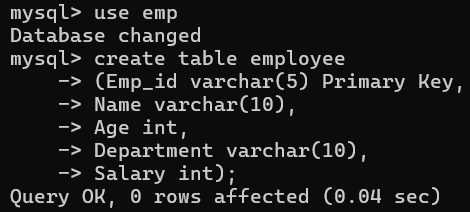 mysql> use emp
Database changed
mysql> create table employee
    -> (Emp_id varchar(5) Primary Key,
    -> Name varchar(10),
    -> Age int,
    -> Department varchar(10),
    -> Salary int);
Query OK, 0 rows affected (0.04 sec)